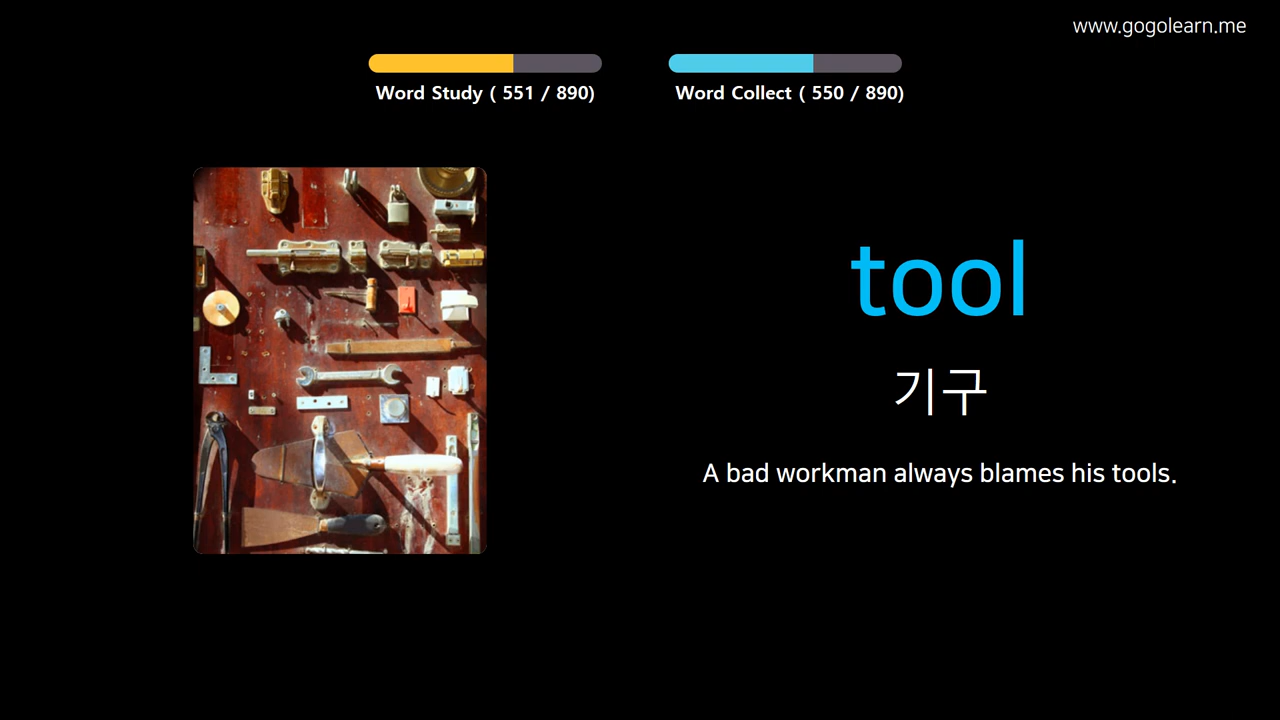 www.gogolearn.me
Word Study ( 551 / 890)
Word Collect ( 550 / 890)
tool
기구
A bad workman always blames his tools.